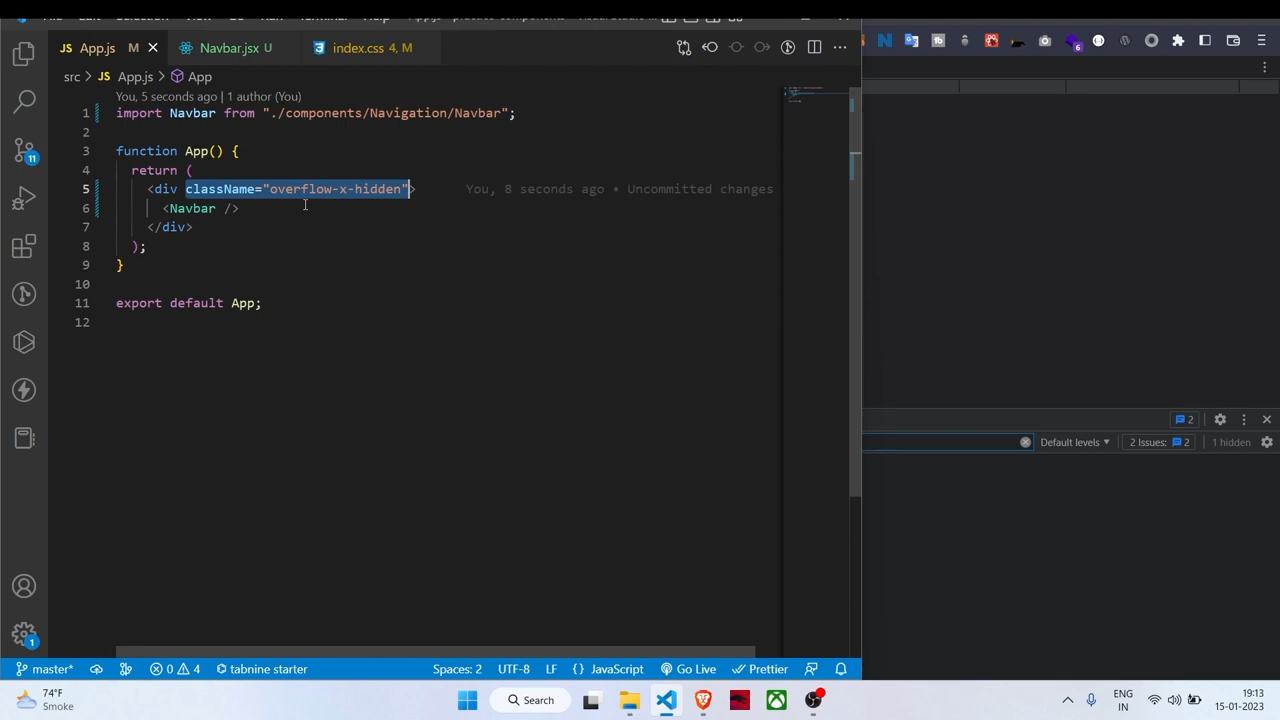 App.js M
Navbar.jsx U
index.css 4, M
src > JS App.js > App
You, 5 seconds ago | 1 author (You)
1 import Navbar from "./components/Navigation/Navbar";
2
3 function App() {
4 return (
5 <div className="overflow-x-hidden"> You, 8 seconds ago • Uncommitted changes
6 <Navbar />
7 </div>
8 );
9 }
10
11 export default App;
12
11
1
6
2
Default levels
2 Issues: 2
1 hidden
master*
0 4
tabnine starter
Spaces: 2
UTF-8
LF
{ } JavaScript
Go Live
Prettier
74°F
Smoke
Search
ENG
IN
19:13
15-01-2023